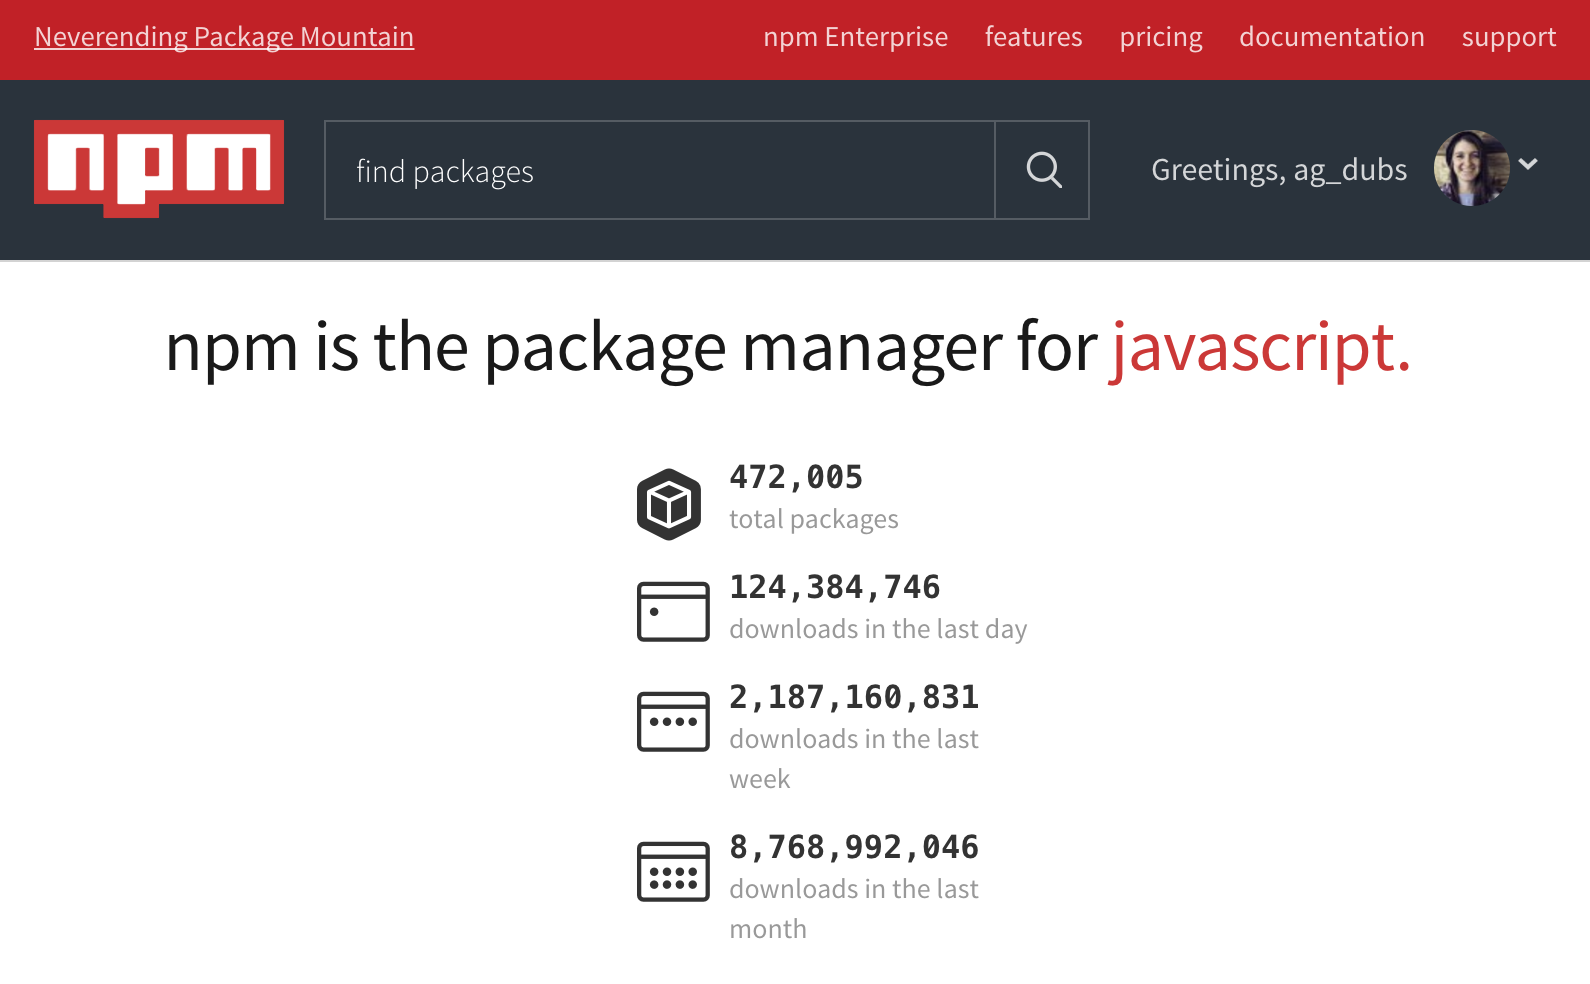 Neverending Package Mountain
npm Enterprise features pricing documentation support
npm
find packages
Greetings, ag_dubs
npm is the package manager for javascript.
472,005
total packages
124,384,746
downloads in the last day
2,187,160,831
downloads in the last
week
8,768,992,046
downloads in the last
month